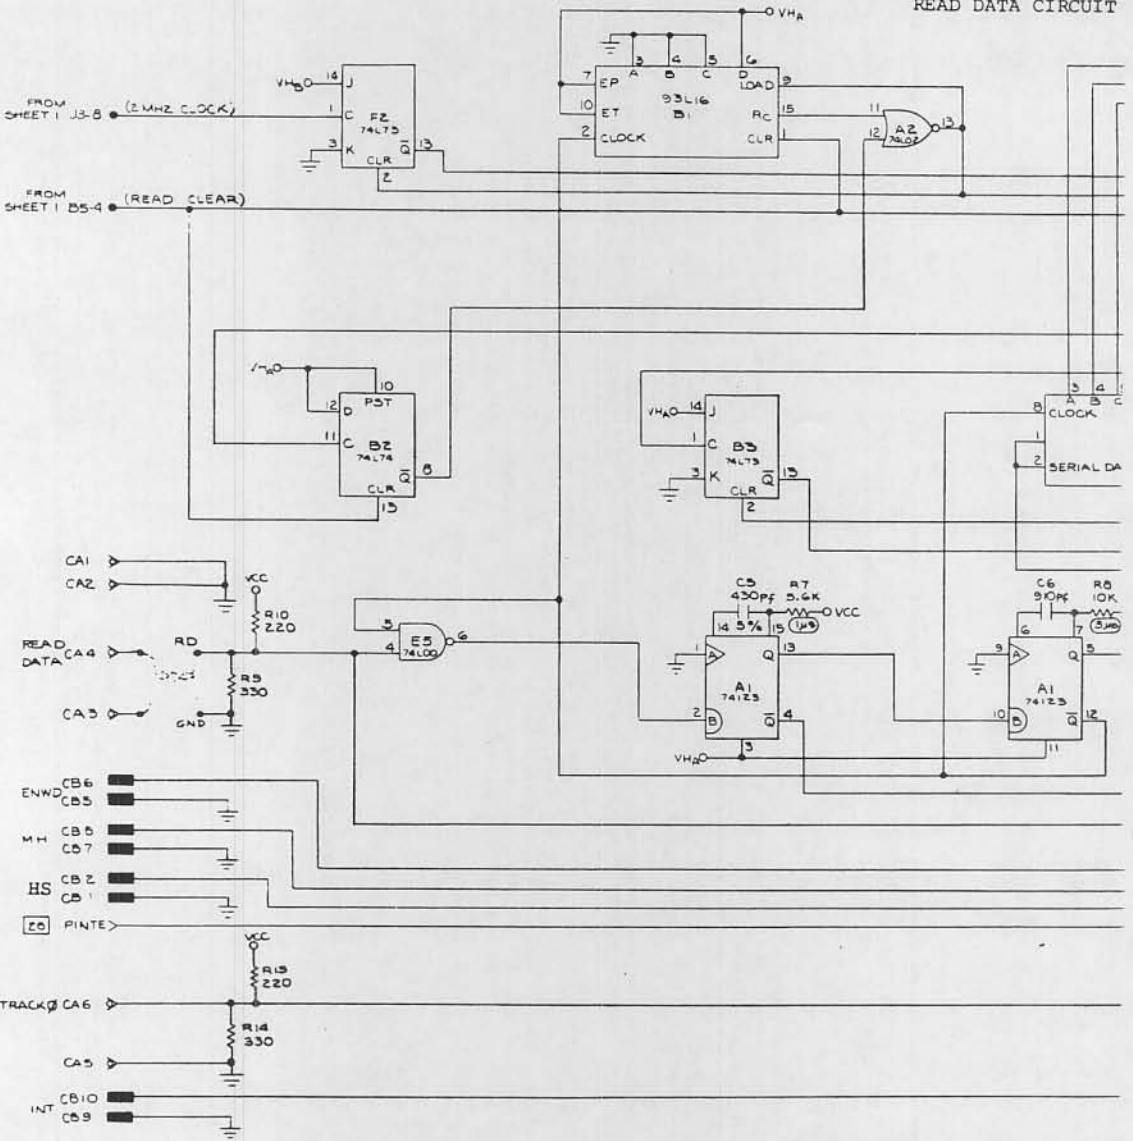 READ DATA CIRCUIT
VHA
3 4 5 6
A B C D
7 EP LOAD 9
93L16
10 ET RC 15
B1
2 CLOCK CLR 1
11
12 A2 13
74L02
VHB 14 J
FROM
SHEET 1 J3-8 (2 MHZ CLOCK) 1 C F2
74L73
3 K Q 13
CLR
2
FROM
SHEET 1 B5-4 (READ CLEAR)
VHA
10
PST
12 D
11 C B2
74L74
Q 8
CLR
13
VHA 14 J
1 C B3
74L73
3 K Q 13
CLR
2
3 4
A B C
8 CLOCK
1
2 SERIAL DA
CA1
CA2
VCC
R10
220
READ
DATA CA4 RD
R9
330
CA3 GND
5
4 E5 6
74L00
C5 R7
430pf 5.6K
5% 1µs VCC
14 15
1 A Q 13
A1
74123
2 B Q 4
3
VHA
C6 R8
910pf 10K
6 7
9 A Q 5
A1
74123
10 B Q 12
11
ENWD CB6
CB5
MH CB8
CB7
HS CB2
CB1
28 PINTE
VCC
R13
220
TRACKØ CA6
R14
330
CA5
INT CB10
CB9